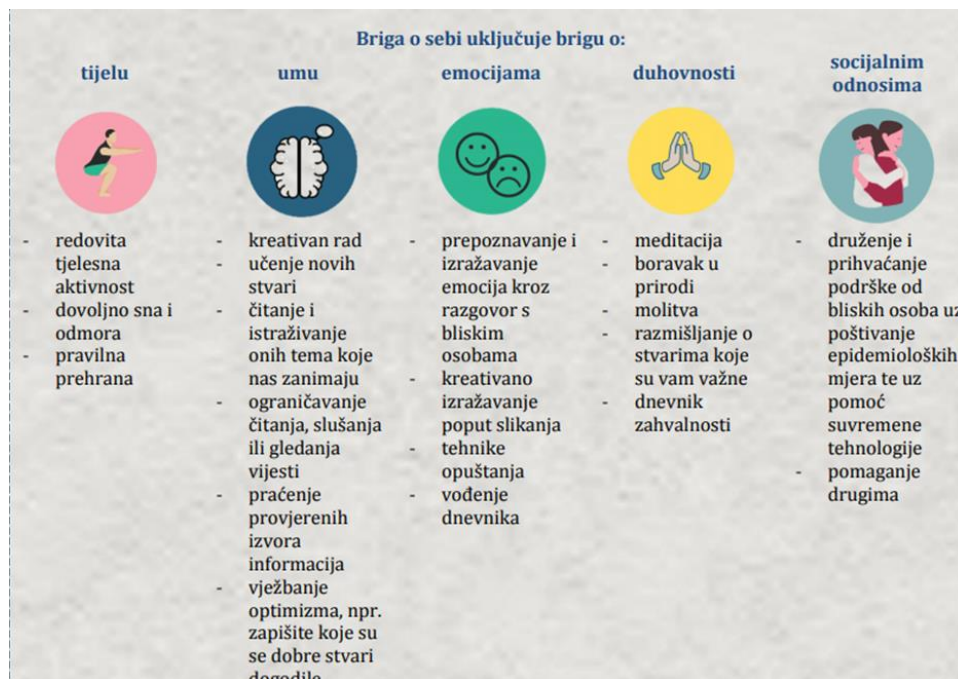 Briga o sebi uključuje brigu o:
tijelu
- redovita
tjelesna
aktivnost
- dovoljno sna i
odmora
- pravilna
prehrana
umu
- kreativan rad
- učenje novih
stvari
- čitanje i
istraživanje
onih tema koje
nas zanimaju
- ograničavanje
čitanja, slušanja
ili gledanja
vijesti
- praćenje
provjerenih
izvora
informacija
- vježbanje
optimizma, npr.
zapišite koje su
se dobre stvari
dogodile
emocijama
- prepoznavanje i
izražavanje
emocija kroz
razgovor s
bliskim
osobama
- kreativano
izražavanje
poput slikanja
- tehnike
opuštanja
- vođenje
dnevnika
duhovnosti
- meditacija
- boravak u
prirodi
- molitva
- razmišljanje o
stvarima koje
su vam važne
- dnevnik
zahvalnosti
socijalnim
odnosima
- druženje i
prihvaćanje
podrške od
bliskih osoba uz
poštivanje
epidemioloških
mjera te uz
pomoć
suvremene
tehnologije
- pomaganje
drugima